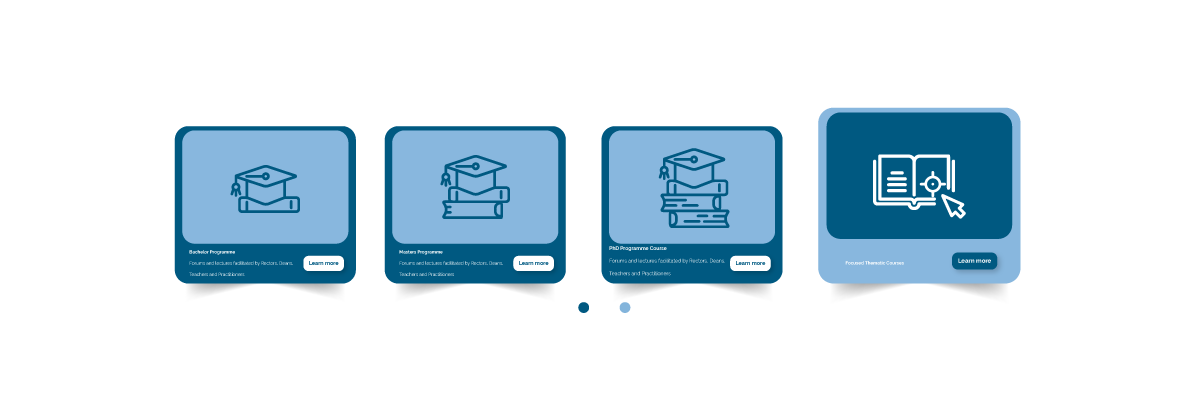 Bachelor Programme
Forums and lectures facilitated by Rectors, Deans,
Teachers and Practitioners
Learn more
Masters Programme
Forums and lectures facilitated by Rectors, Deans,
Teachers and Practitioners
Learn more
PhD Programme Course
Forums and lectures facilitated by Rectors, Deans,
Teachers and Practitioners
Learn more
Focused Thematic Courses
Learn more